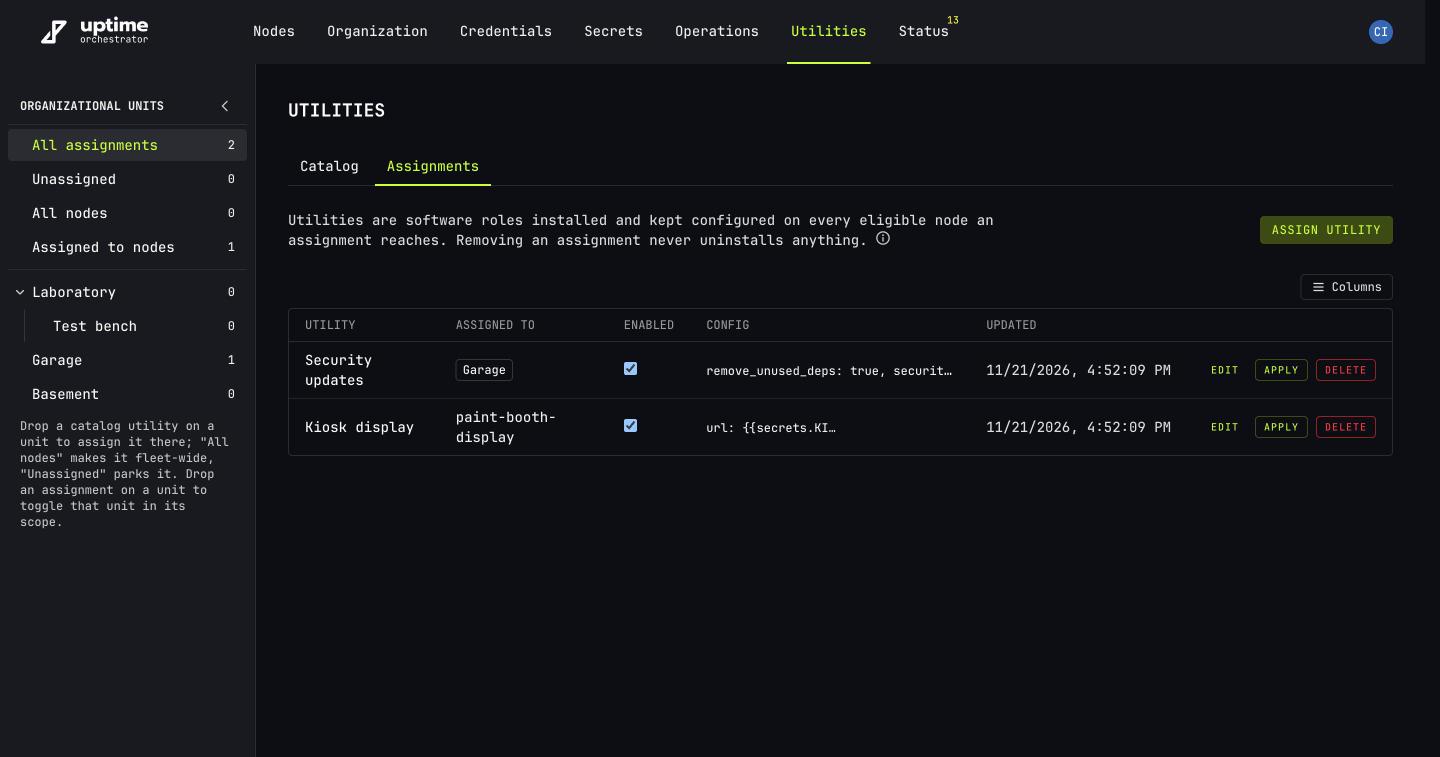 uptime
orchestrator
Nodes
Organization
Credentials
Secrets
Operations
Utilities
Status
13
CI
ORGANIZATIONAL UNITS
All assignments 2
Unassigned 0
All nodes 0
Assigned to nodes 1
Laboratory 0
Test bench 0
Garage 1
Basement 0
Drop a catalog utility on a
unit to assign it there; "All
nodes" makes it fleet-wide,
"Unassigned" parks it. Drop
an assignment on a unit to
toggle that unit in its
scope.
UTILITIES
Catalog
Assignments
Utilities are software roles installed and kept configured on every eligible node an
assignment reaches. Removing an assignment never uninstalls anything.
ASSIGN UTILITY
Columns
UTILITY ASSIGNED TO ENABLED CONFIG UPDATED
Security
updates
Garage
remove_unused_deps: true, securit…
11/21/2026, 4:52:09 PM
EDIT APPLY DELETE
Kiosk display
paint-booth-
display
url: {{secrets.KI…
11/21/2026, 4:52:09 PM
EDIT APPLY DELETE